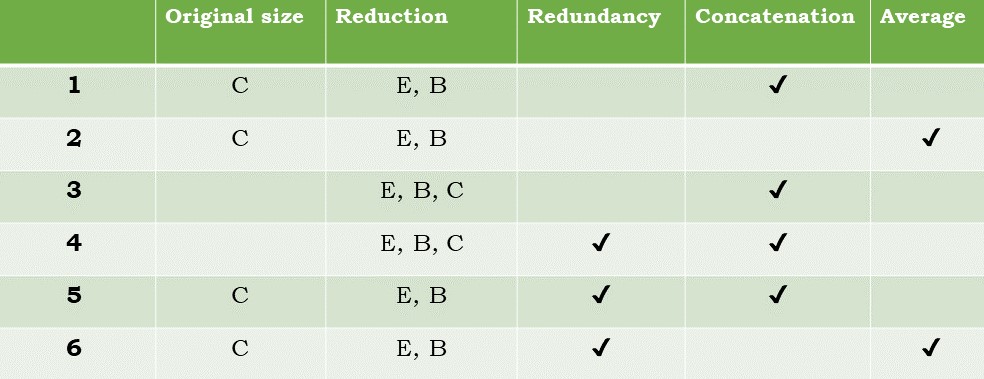 Original size Reduction Redundancy Concatenation Average
1 C E, B ✓
2 C E, B ✓
3 E, B, C ✓
4 E, B, C ✓ ✓
5 C E, B ✓ ✓
6 C E, B ✓ ✓